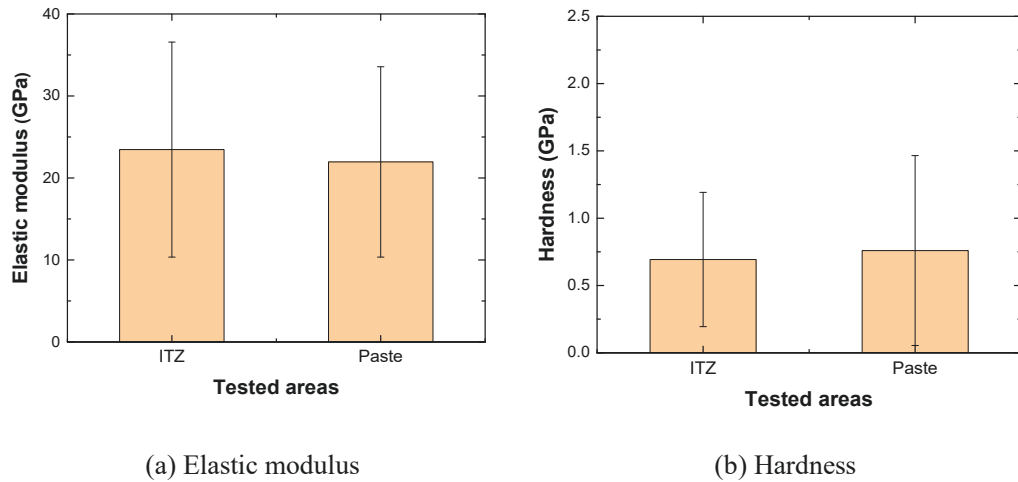 40
30
20
10
0
Elastic modulus (GPa)
ITZ
Paste
Tested areas
(a) Elastic modulus
2.5
2.0
1.5
1.0
0.5
0.0
Hardness (GPa)
ITZ
Paste
Tested areas
(b) Hardness